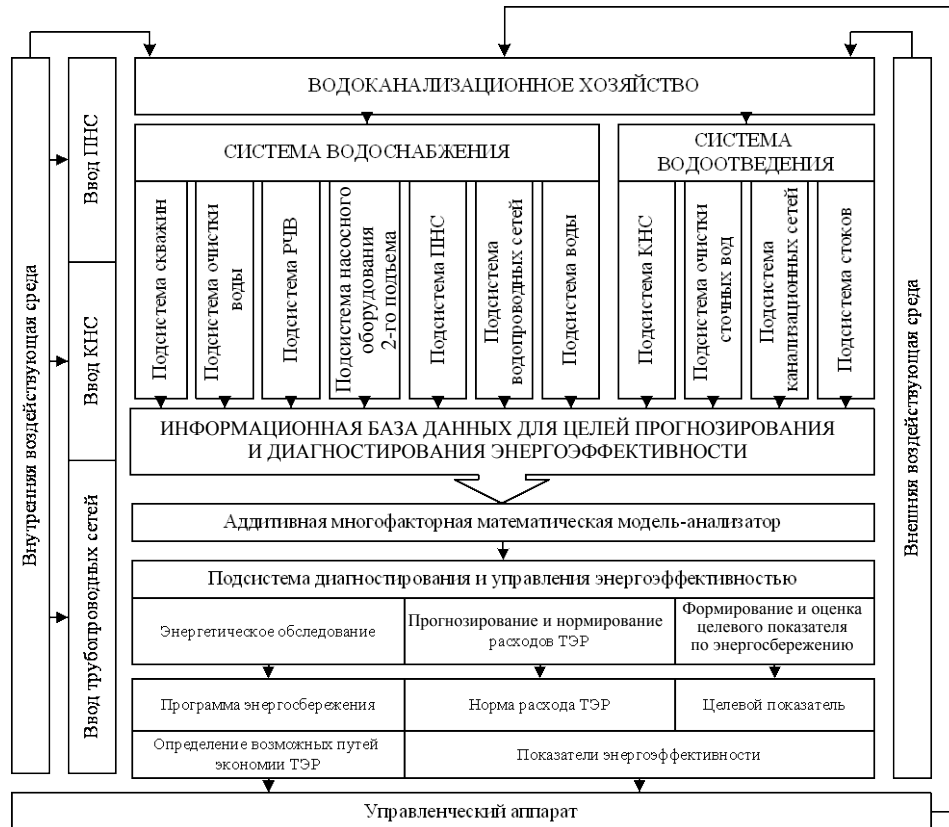 ВОДОКАНАЛИЗАЦИОННОЕ ХОЗЯЙСТВО
СИСТЕМА ВОДОСНАБЖЕНИЯ
СИСТЕМА
ВОДООТВЕДЕНИЯ
Внутренняя воздействующая среда
Ввод ПНС
Ввод КНС
Ввод трубопроводных сетей
Подсистема скважин
Подсистема очистки
воды
Подсистема РЧВ
Подсистема насосного
оборудования
2-го подъема
Подсистема ПНС
Подсистема
водопроводных сетей
Подсистема воды
Подсистема КНС
Подсистема очистки
сточных вод
Подсистема
канализационных сетей
Подсистема стоков
Внешняя воздействующая среда
ИНФОРМАЦИОННАЯ БАЗА ДАННЫХ ДЛЯ ЦЕЛЕЙ ПРОГНОЗИРОВАНИЯ
И ДИАГНОСТИРОВАНИЯ ЭНЕРГОЭФФЕКТИВНОСТИ
Аддитивная многофакторная математическая модель-анализатор
Подсистема диагностирования и управления энергоэффективностью
Энергетическое обследование
Прогнозирование и нормирование
расходов ТЭР
Формирование и оценка
целевого показателя
по энергосбережению
Программа энергосбережения
Норма расхода ТЭР
Целевой показатель
Определение возможных путей
экономии ТЭР
Показатели энергоэффективности
Управленческий аппарат